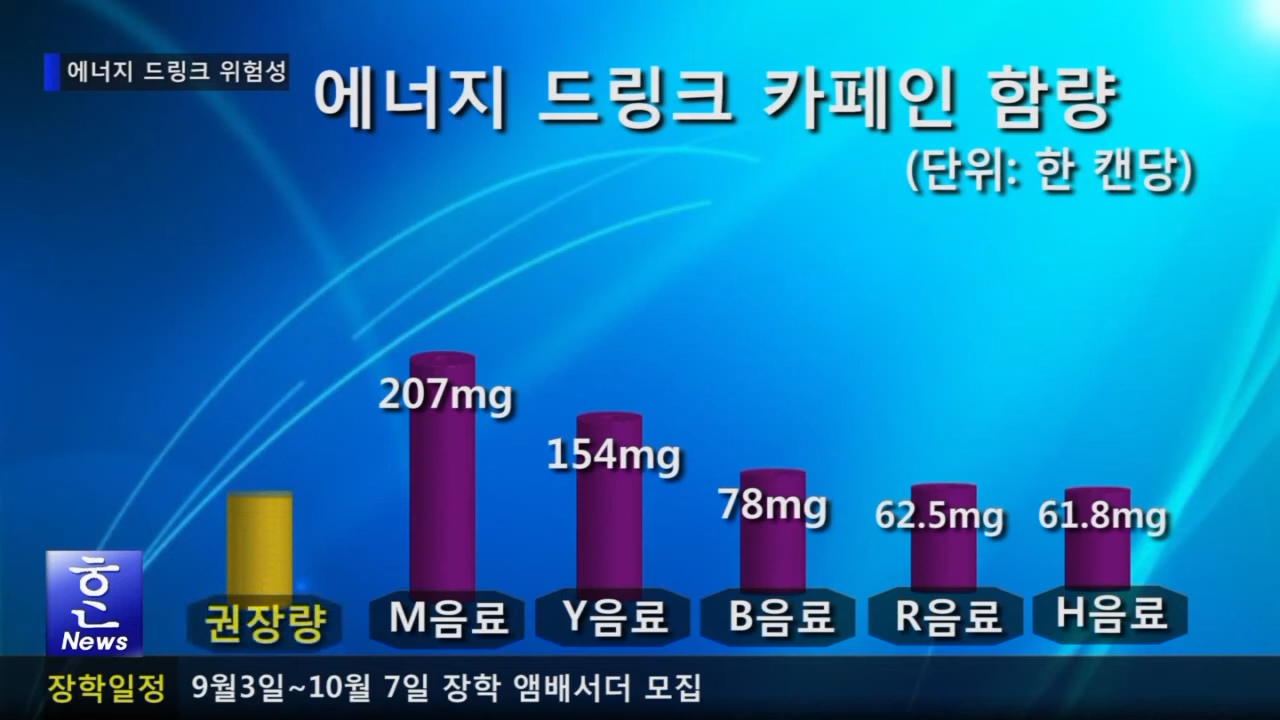 에너지 드링크 위험성
에너지 드링크 카페인 함량
(단위: 한 캔당)
207mg
154mg
78mg
62.5mg
61.8mg
권장량
M음료
Y음료
B음료
R음료
H음료
훈
News
장학일정
9월3일~10월 7일 장학 앰배서더 모집